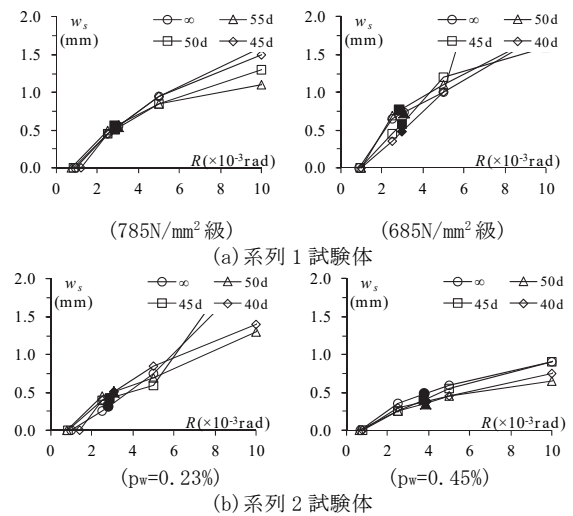 w_s ∞ 55d
(mm) 50d 45d
2.0
1.5
1.0
0.5
0.0
R(×10⁻³rad)
0 2 4 6 8 10
(785N/mm²級)
w_s ∞ 50d
(mm) 45d 40d
2.0
1.5
1.0
0.5
0.0
R(×10⁻³rad)
0 2 4 6 8 10
(685N/mm²級)
(a)系列1試験体
w_s ∞ 50d
(mm) 45d 40d
2.0
1.5
1.0
0.5
0.0
R(×10⁻³rad)
0 2 4 6 8 10
(pw=0.23%)
w_s ∞ 50d
(mm) 45d 40d
2.0
1.5
1.0
0.5
0.0
R(×10⁻³rad)
0 2 4 6 8 10
(pw=0.45%)
(b)系列2試験体